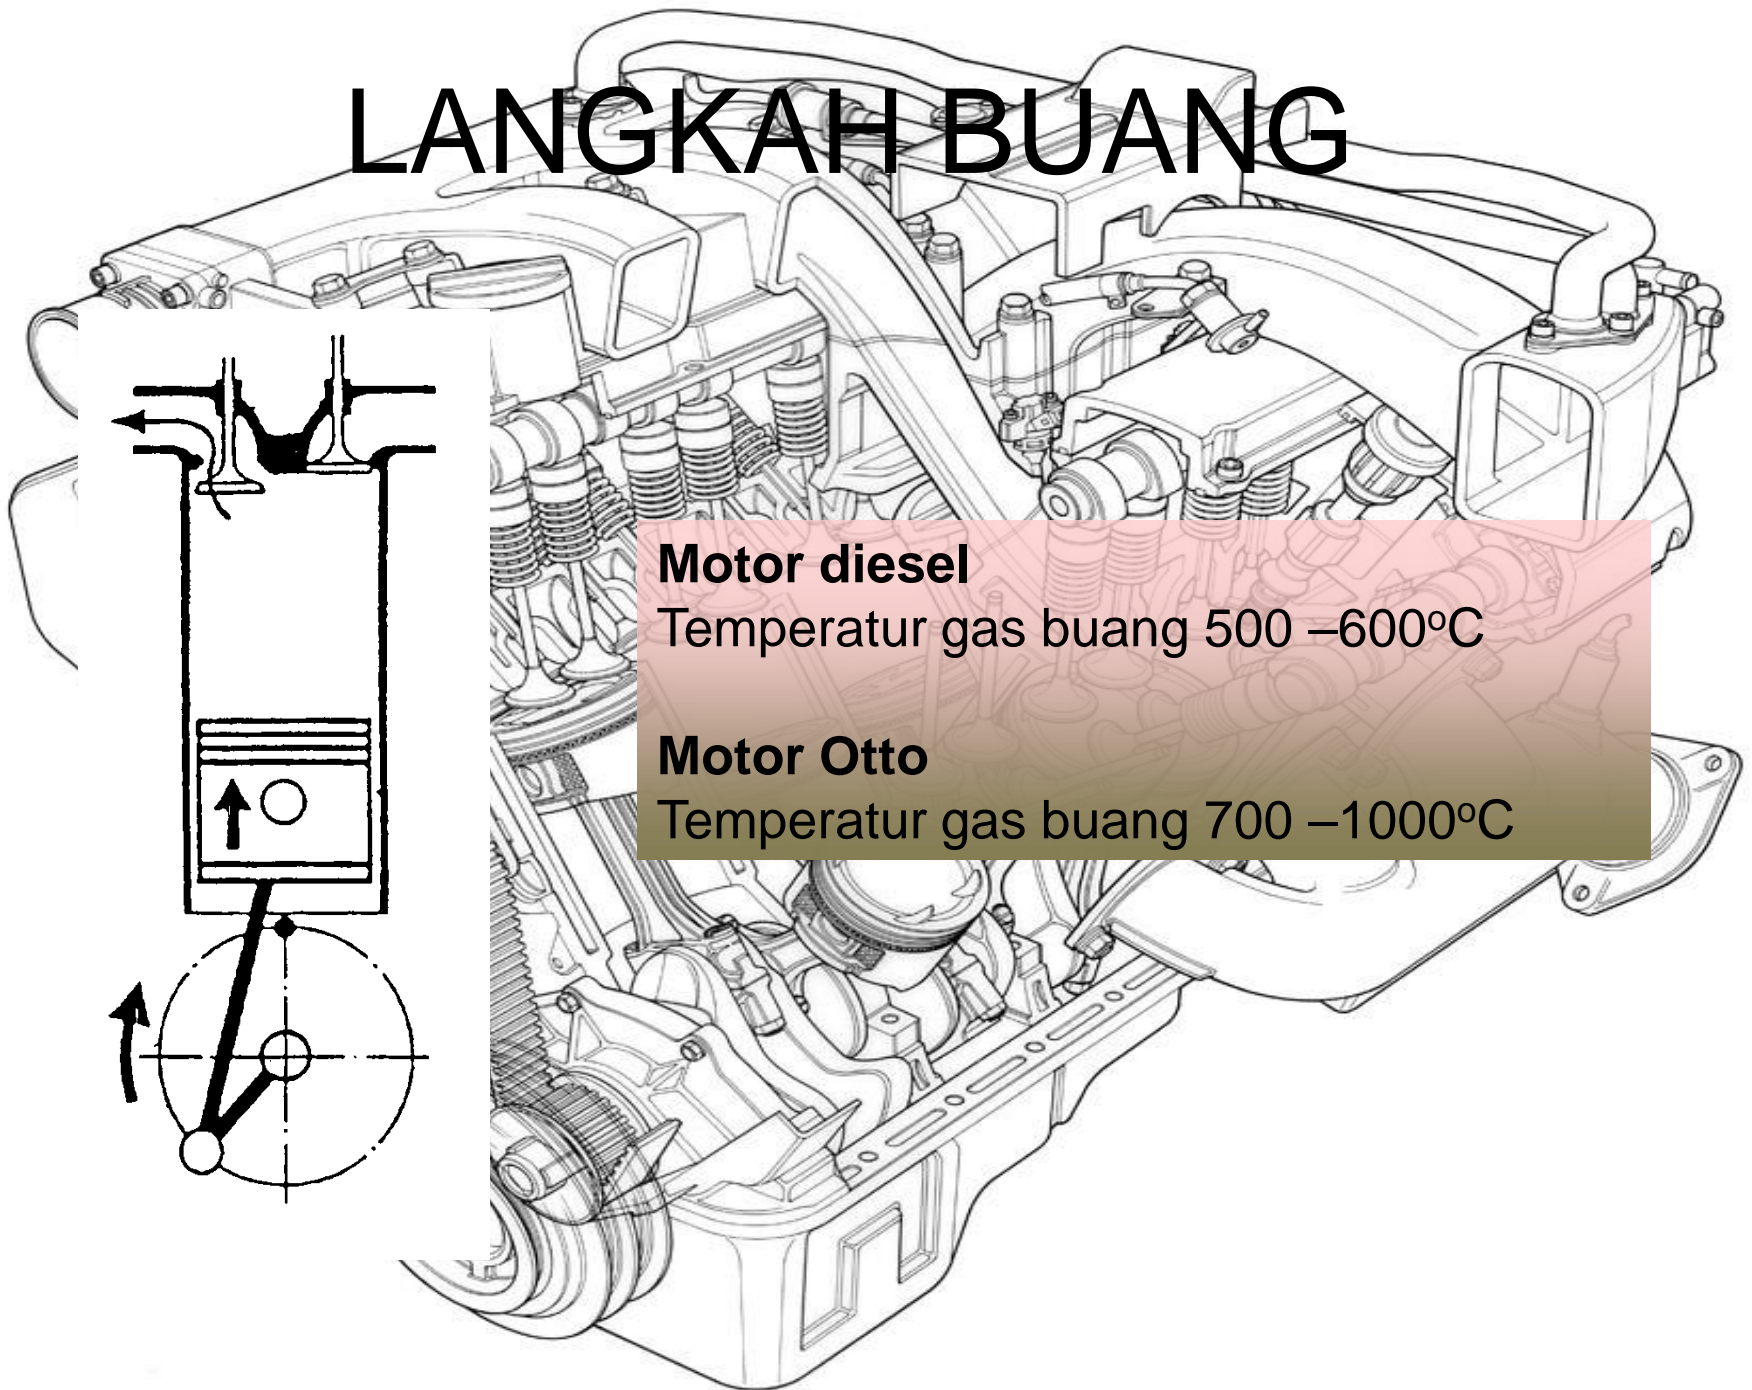 LANGKAH BUANG
Motor diesel
Temperatur gas buang 500 –600ºC
Motor Otto
Temperatur gas buang 700 –1000ºC